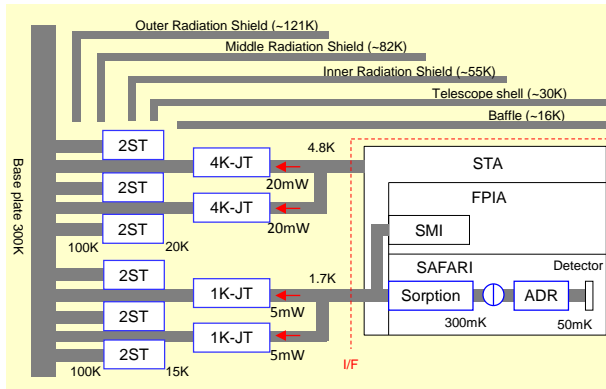 Outer Radiation Shield (~121K)
Middle Radiation Shield (~82K)
Inner Radiation Shield (~55K)
Telescope shell (~30K)
Baffle (~16K)
Base plate 300K
2ST
4K-JT
20mW
4.8K
2ST
4K-JT
20mW
2ST
100K
20K
STA
FPIA
SMI
2ST
1K-JT
5mW
1.7K
2ST
1K-JT
5mW
2ST
100K
15K
I/F
SAFARI
Detector
Sorption
ADR
300mK
50mK